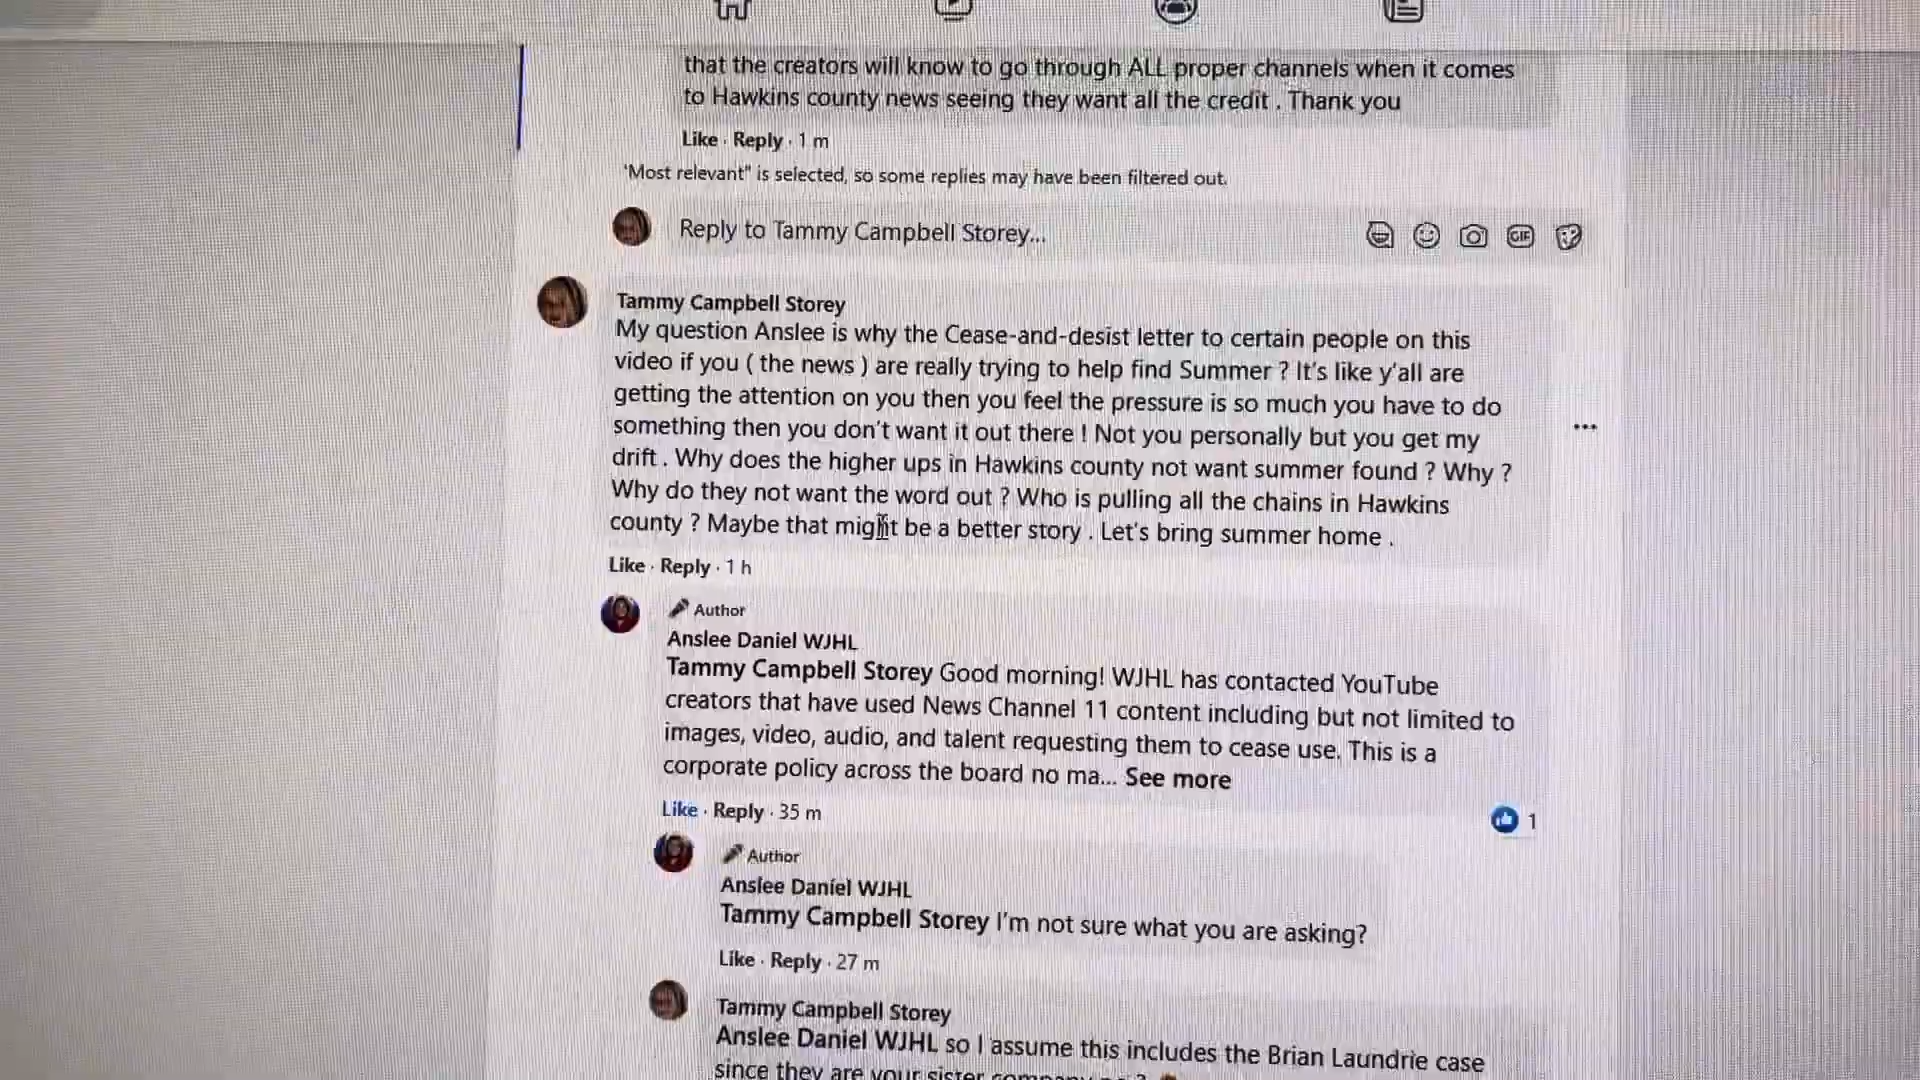 that the creators will know to go through ALL proper channels when it comes
to Hawkins county news seeing they want all the credit . Thank you
Like · Reply · 1 m
'Most relevant" is selected, so some replies may have been filtered out.
Reply to Tammy Campbell Storey...
GIF
Tammy Campbell Storey
My question Anslee is why the Cease-and-desist letter to certain people on this
video if you ( the news ) are really trying to help find Summer ? It's like y'all are
getting the attention on you then you feel the pressure is so much you have to do
something then you don't want it out there ! Not you personally but you get my
drift . Why does the higher ups in Hawkins county not want summer found ? Why ?
Why do they not want the word out ? Who is pulling all the chains in Hawkins
county ? Maybe that might be a better story . Let's bring summer home .
Like · Reply · 1 h
Author
Anslee Daniel WJHL
Tammy Campbell Storey Good morning! WJHL has contacted YouTube
creators that have used News Channel 11 content including but not limited to
images, video, audio, and talent requesting them to cease use. This is a
corporate policy across the board no ma... See more
Like · Reply · 35 m
1
Author
Anslee Daniel WJHL
Tammy Campbell Storey I'm not sure what you are asking?
Like · Reply · 27 m
Tammy Campbell Storey
Anslee Daniel WJHL so I assume this includes the Brian Laundrie case
since they are your sister company